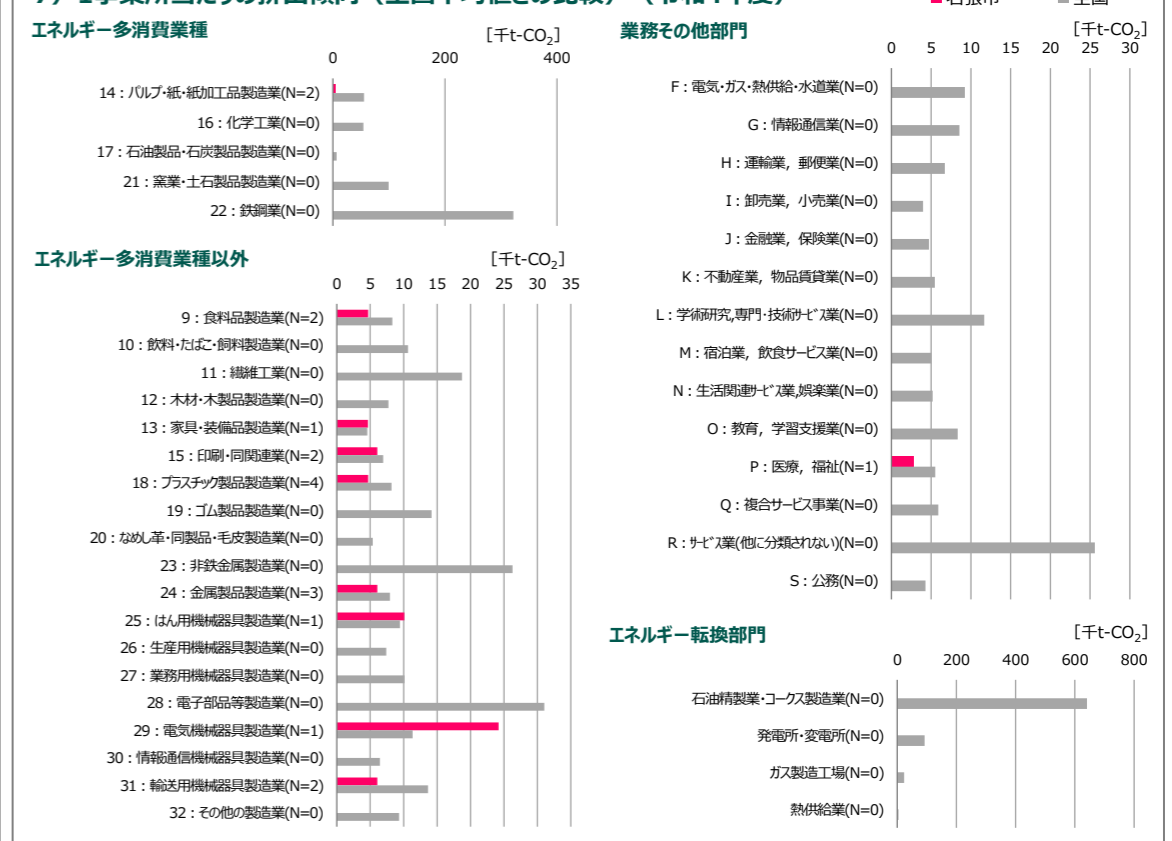 エネルギー多消費業種
[千t-CO2]
0 200 400
14：パルプ・紙・紙加工品製造業(N=2)
16：化学工業(N=0)
17：石油製品・石炭製品製造業(N=0)
21：窯業・土石製品製造業(N=0)
22：鉄鋼業(N=0)
エネルギー多消費業種以外
[千t-CO2]
0 5 10 15 20 25 30 35
9：食料品製造業(N=2)
10：飲料・たばこ・飼料製造業(N=0)
11：繊維工業(N=0)
12：木材・木製品製造業(N=0)
13：家具・装備品製造業(N=1)
15：印刷・同関連業(N=2)
18：プラスチック製品製造業(N=4)
19：ゴム製品製造業(N=0)
20：なめし革・同製品・毛皮製造業(N=0)
23：非鉄金属製造業(N=0)
24：金属製品製造業(N=3)
25：はん用機械器具製造業(N=1)
26：生産用機械器具製造業(N=0)
27：業務用機械器具製造業(N=0)
28：電子部品等製造業(N=0)
29：電気機械器具製造業(N=1)
30：情報通信機械器具製造業(N=0)
31：輸送用機械器具製造業(N=2)
32：その他の製造業(N=0)
業務その他部門
[千t-CO2]
0 5 10 15 20 25 30
F：電気・ガス・熱供給・水道業(N=0)
G：情報通信業(N=0)
H：運輸業，郵便業(N=0)
I：卸売業，小売業(N=0)
J：金融業，保険業(N=0)
K：不動産業，物品賃貸業(N=0)
L：学術研究,専門・技術サービス業(N=0)
M：宿泊業，飲食サービス業(N=0)
N：生活関連サービス業,娯楽業(N=0)
O：教育，学習支援業(N=0)
P：医療，福祉(N=1)
Q：複合サービス事業(N=0)
R：サービス業(他に分類されない)(N=0)
S：公務(N=0)
エネルギー転換部門
[千t-CO2]
0 200 400 600 800
石油精製業・コークス製造業(N=0)
発電所・変電所(N=0)
ガス製造工場(N=0)
熱供給業(N=0)